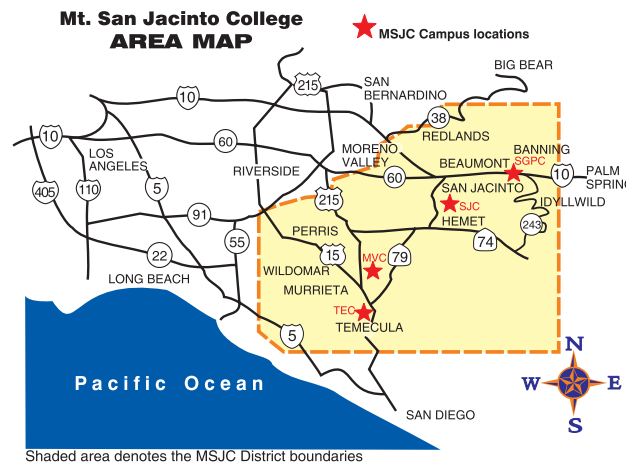 Mt. San Jacinto College
AREA MAP
MSJC Campus locations
BIG BEAR
215
SAN
BERNARDINO
10
38
REDLANDS
10
60
MORENO
VALLEY
BANNING
SGPC
BEAUMONT
LOS
ANGELES
RIVERSIDE
60
10
PALM
SPRING
405
110
5
215
SAN JACINTO
SJC
IDYLLWILD
91
HEMET
243
PERRIS
55
74
22
15
MVC
79
WILDOMAR
LONG BEACH
MURRIETA
TEC
TEMECULA
5
N
Pacific Ocean
W
E
SAN DIEGO
S
Shaded area denotes the MSJC District boundaries